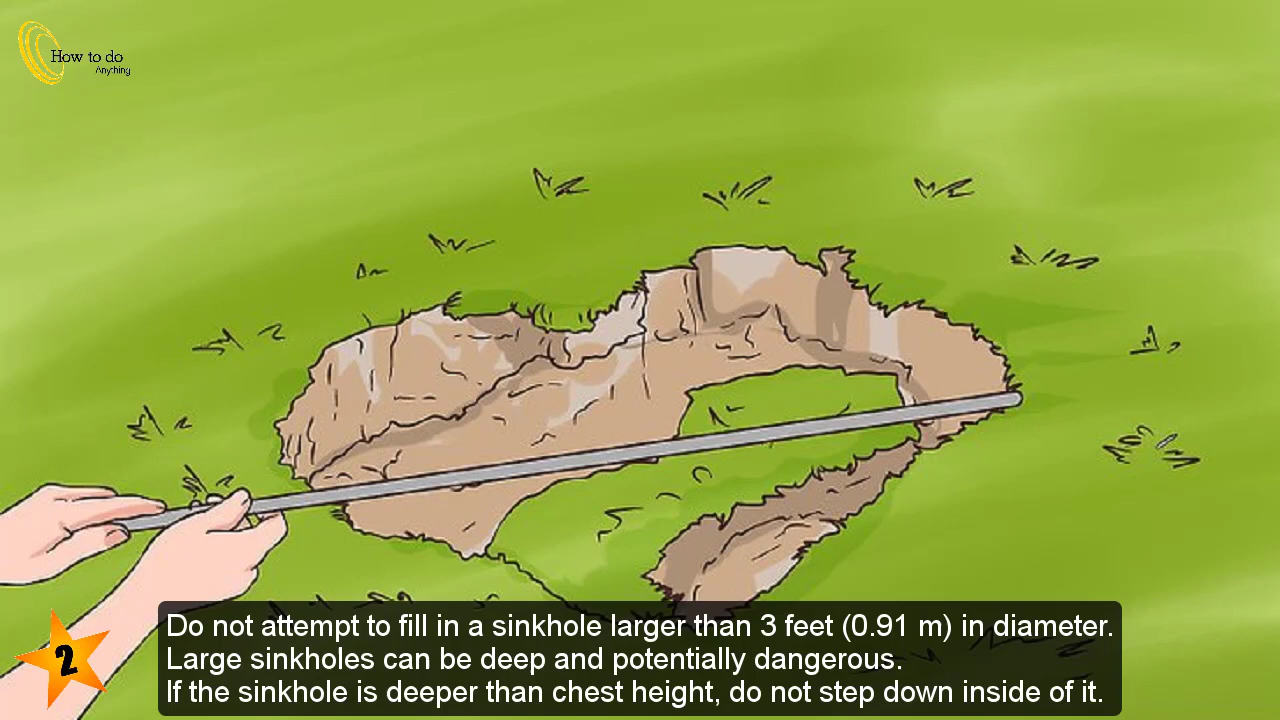 How to do
Anything
2
Do not attempt to fill in a sinkhole larger than 3 feet (0.91 m) in diameter.
Large sinkholes can be deep and potentially dangerous.
If the sinkhole is deeper than chest height, do not step down inside of it.